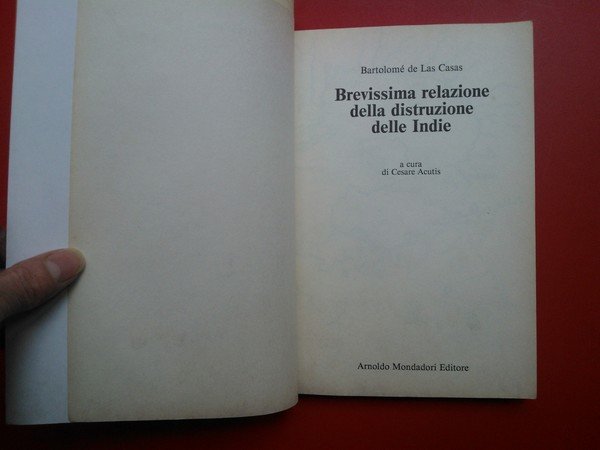 Bartolomé de Las Casas
Brevissima relazione
della distruzione
delle Indie
a cura
di Cesare Acutis
Arnoldo Mondadori Editore